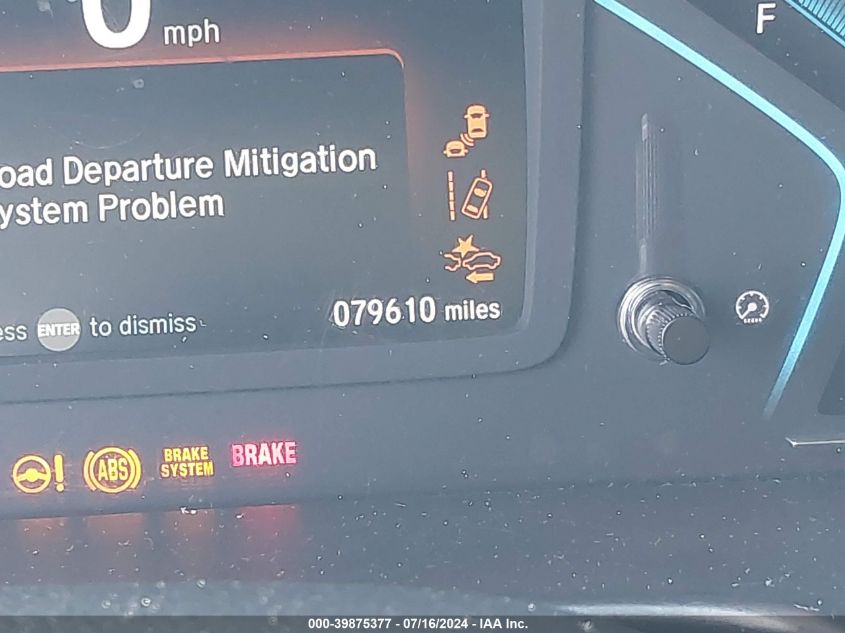 0 mph
F
oad Departure Mitigation
ystem Problem
ess ENTER to dismiss
079610 miles
ABS
BRAKE
SYSTEM
BRAKE
000-39875377 - 07/16/2024 - IAA Inc.